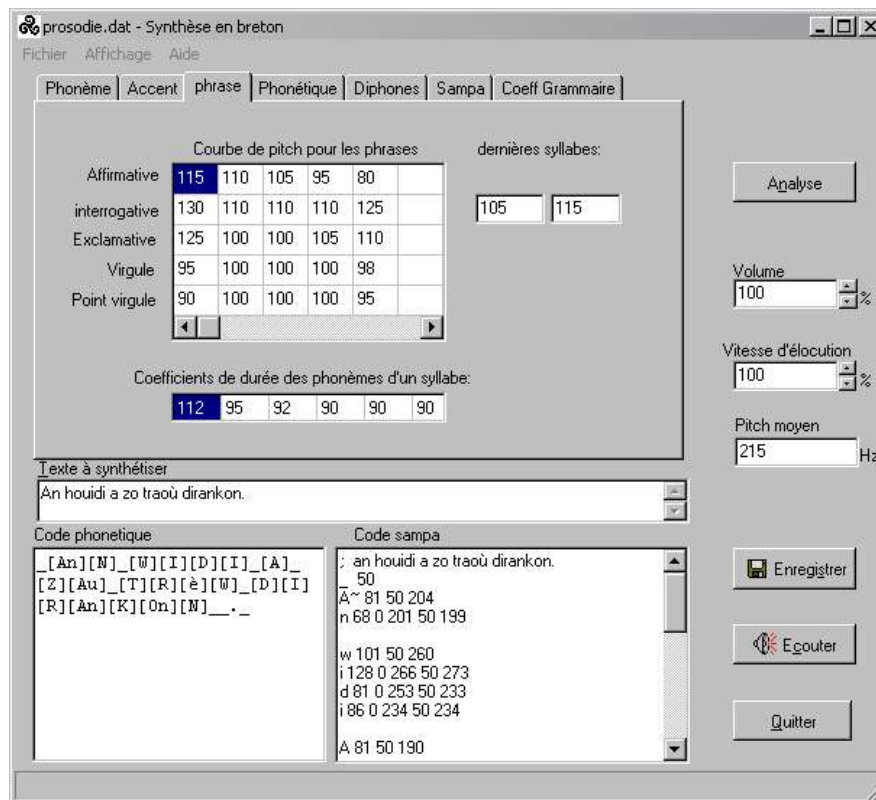 prosodie.dat - Synthèse en breton
Fichier Affichage Aide
Phonème Accent phrase Phonétique Diphones Sampa Coeff Grammaire
Courbe de pitch pour les phrases
dernières syllabes:
Affirmative 115 110 105 95 80
interrogative 130 110 110 110 125
Exclamative 125 100 100 105 110
Virgule 95 100 100 100 98
Point virgule 90 100 100 100 95
105 115
Coefficients de durée des phonèmes d'un syllabe:
112 95 92 90 90 90
Analyse
Volume
100 %
Vitesse d'élocution
100 %
Pitch moyen
215 Hz
Texte à synthétiser
An houidi a zo traoù dirankon.
Code phonetique
_[An][N]_[W][I][D][I]_[A]_
[Z][Au]_[T][R][è][W]_[D][I]
[R][An][K][On][N]__._
Code sampa
; an houidi a zo traoù dirankon.
_ 50
A~ 81 50 204
n 68 0 201 50 199
w 101 50 260
i 128 0 266 50 273
d 81 0 253 50 233
i 86 0 234 50 234
A 81 50 190
Enregistrer
Ecouter
Quitter